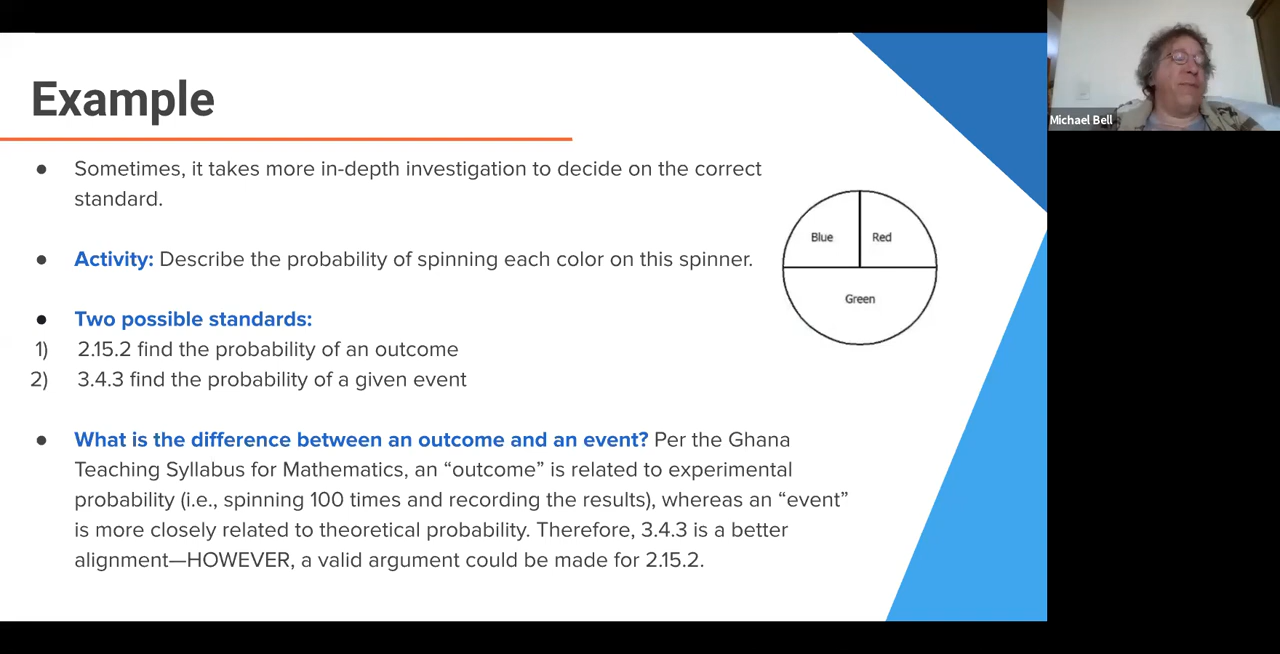 Example
● Sometimes, it takes more in-depth investigation to decide on the correct
standard.
● Activity: Describe the probability of spinning each color on this spinner.
● Two possible standards:
1) 2.15.2 find the probability of an outcome
2) 3.4.3 find the probability of a given event
● What is the difference between an outcome and an event? Per the Ghana
Teaching Syllabus for Mathematics, an “outcome” is related to experimental
probability (i.e., spinning 100 times and recording the results), whereas an “event”
is more closely related to theoretical probability. Therefore, 3.4.3 is a better
alignment—HOWEVER, a valid argument could be made for 2.15.2.
Blue Red
Green
Michael Bell